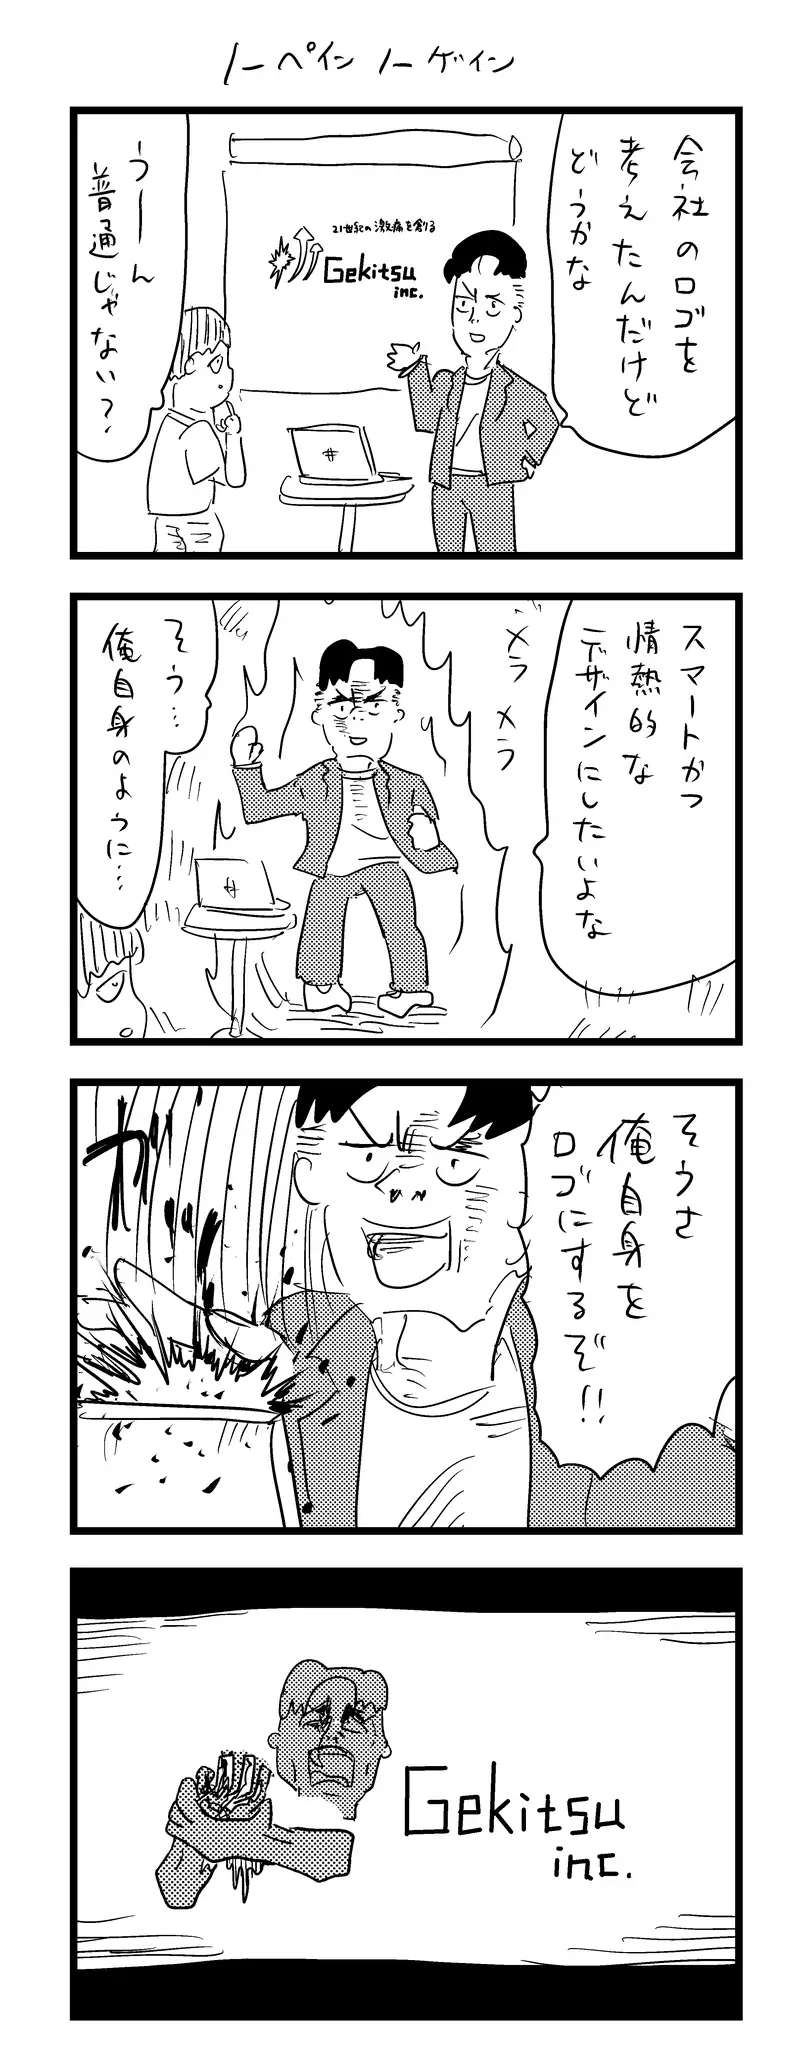 ノーペイン ノーゲイン
会社のロゴを
考えたんだけど
どうかな
21世紀の激痛を創る
Gekitsu
inc.
うーん
普通じゃない？
スマートかつ
情熱的な
デザインにしたいよな
メラメラ
そう…
俺自身のように…
そうさ
俺自身を
ロゴにするぞ!!
ガ
Gekitsu
inc.